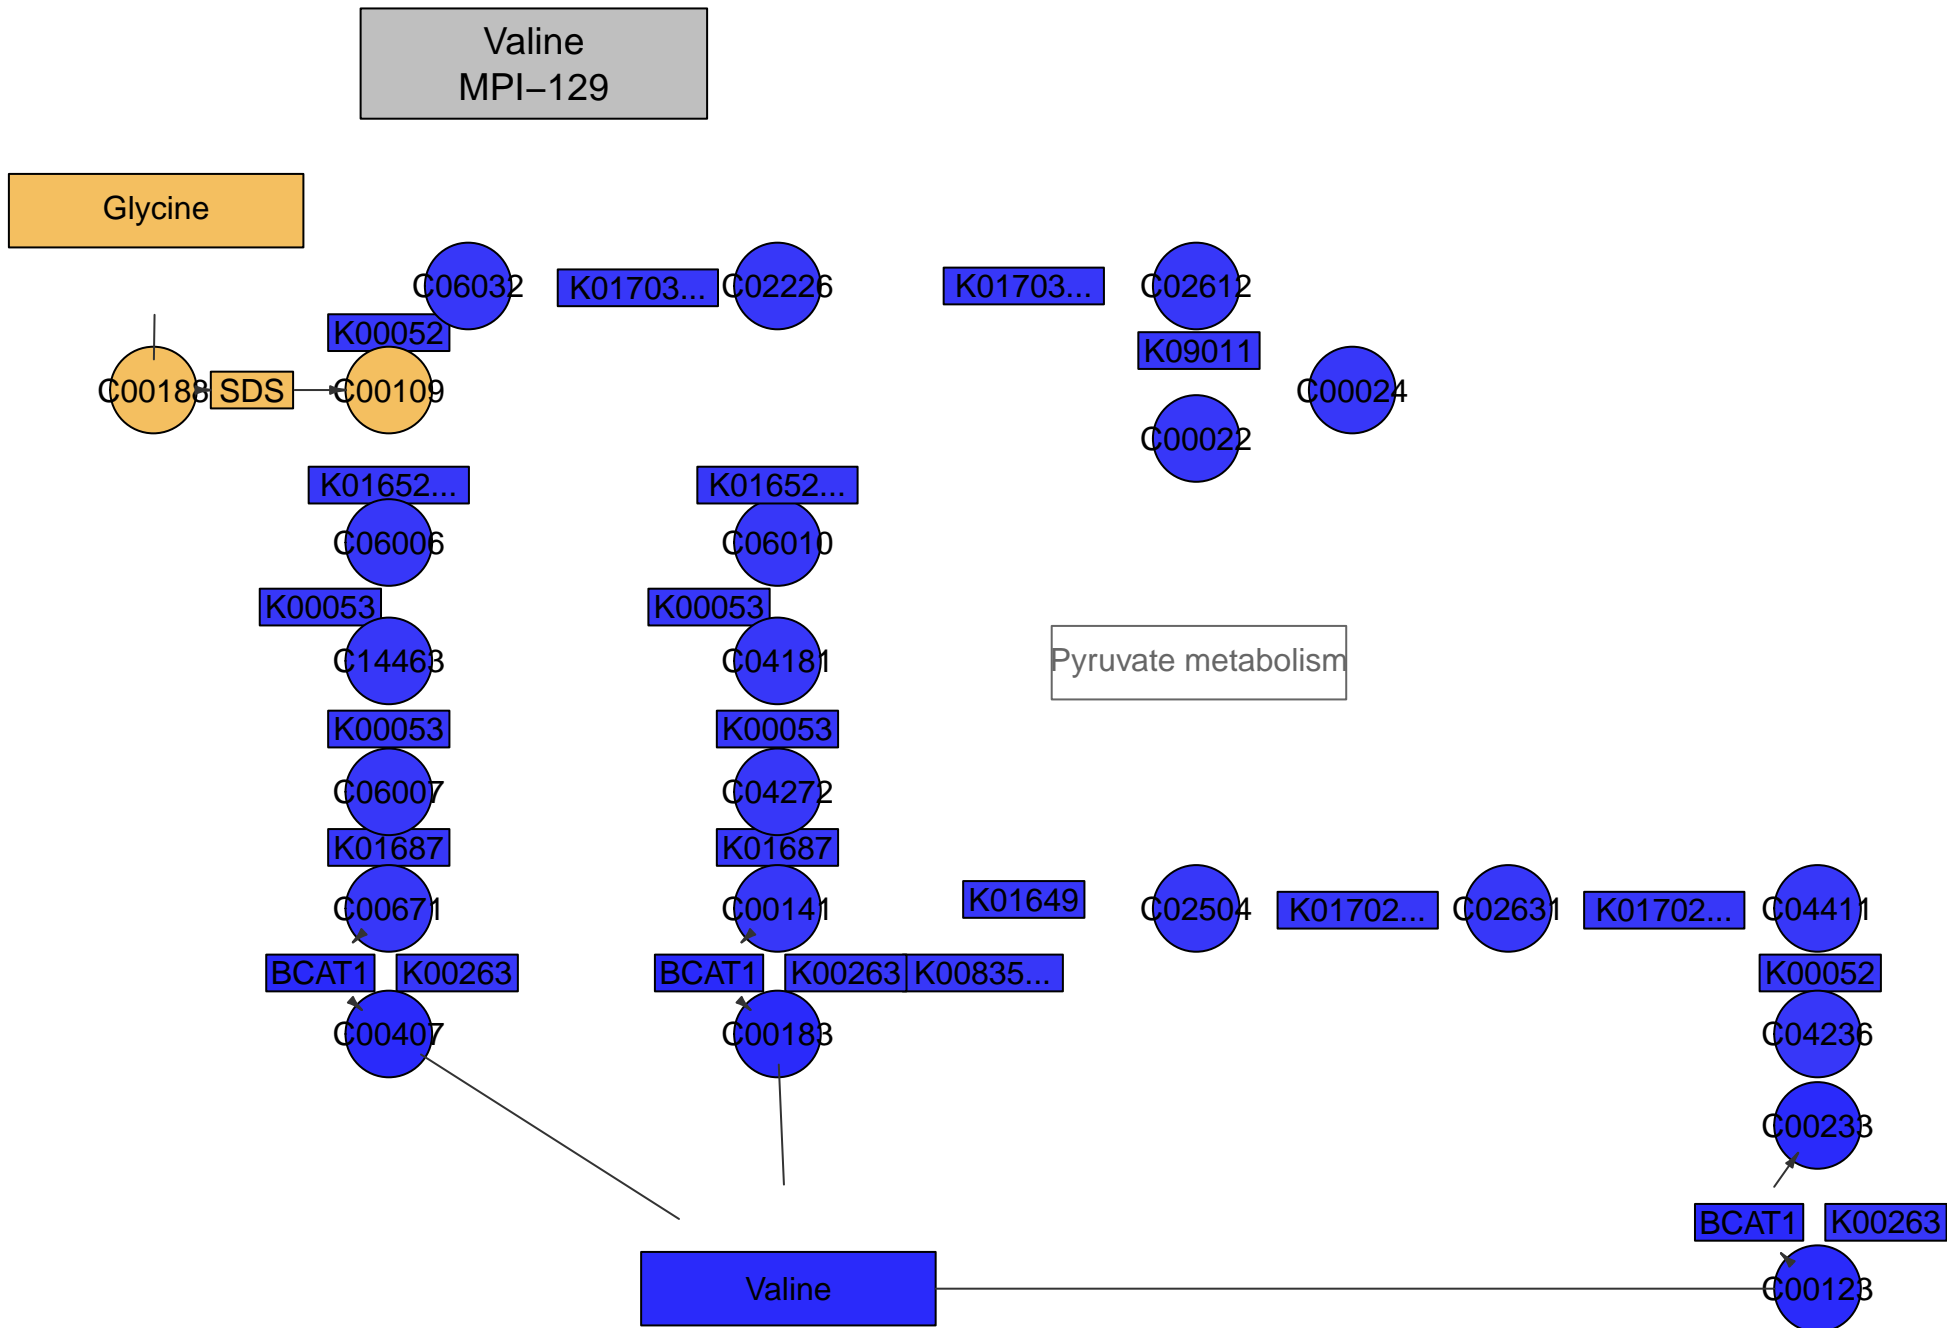 Valine
MPI–129
Glycine
C06032
K01703...
C02226
K01703...
C02612
K00052
K09011
C00188
SDS
C00109
C00024
C00022
K01652...
K01652...
C06006
C06010
K00053
K00053
C14463
C04181
Pyruvate metabolism
K00053
K00053
C06007
C04272
K01687
K01687
C00671
C00141
K01649
C02504
K01702...
C02631
K01702...
C04411
BCAT1
K00263
BCAT1
K00263
K00835...
K00052
C00407
C00183
C04236
C00233
BCAT1
K00263
Valine
C00123